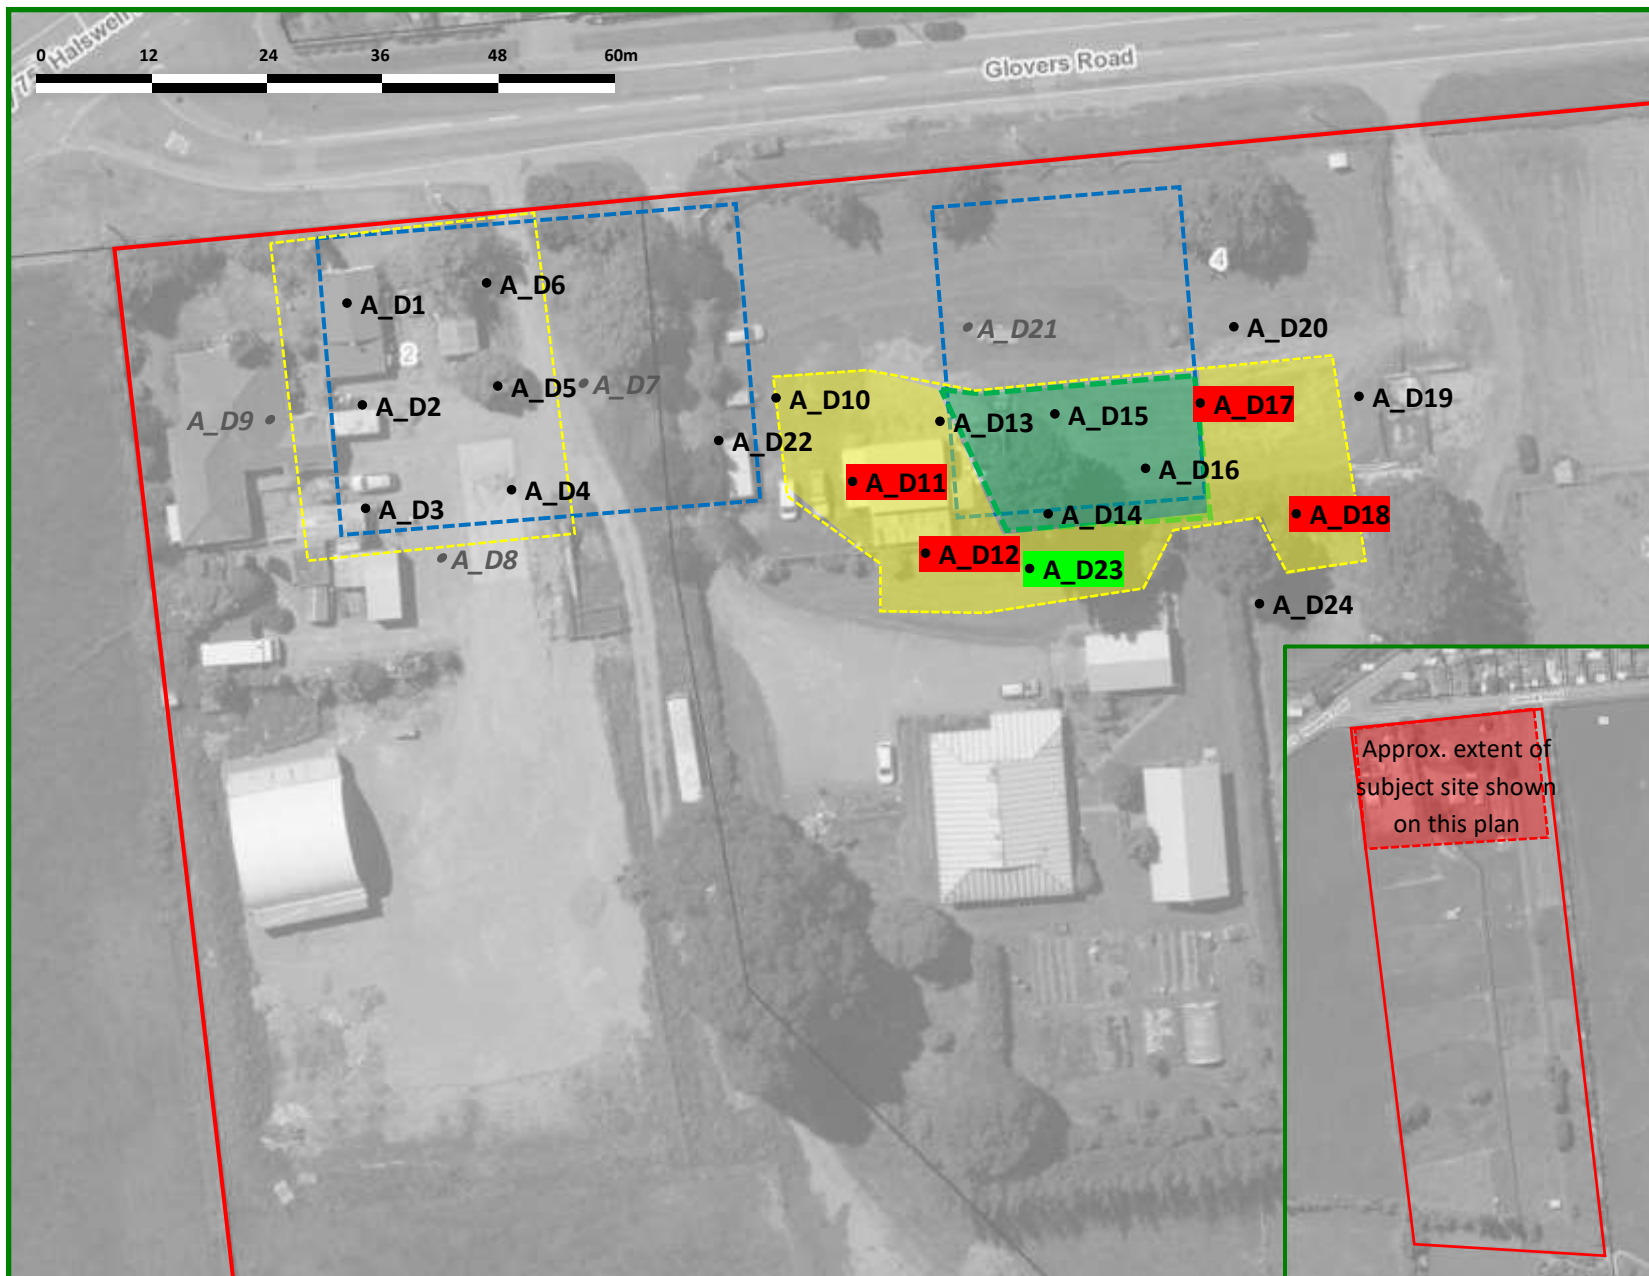 0 12 24 36 48 60m
75 Halswell
Glovers Road
4
A_D6
A_D1
A_D21
A_D20
2
A_D5
A_D7
A_D2
A_D10
A_D17
A_D19
A_D9
A_D13
A_D15
A_D22
A_D16
A_D11
A_D4
A_D3
A_D14
A_D18
A_D8
A_D12
A_D23
A_D24
Approx. extent of
subject site shown
on this plan